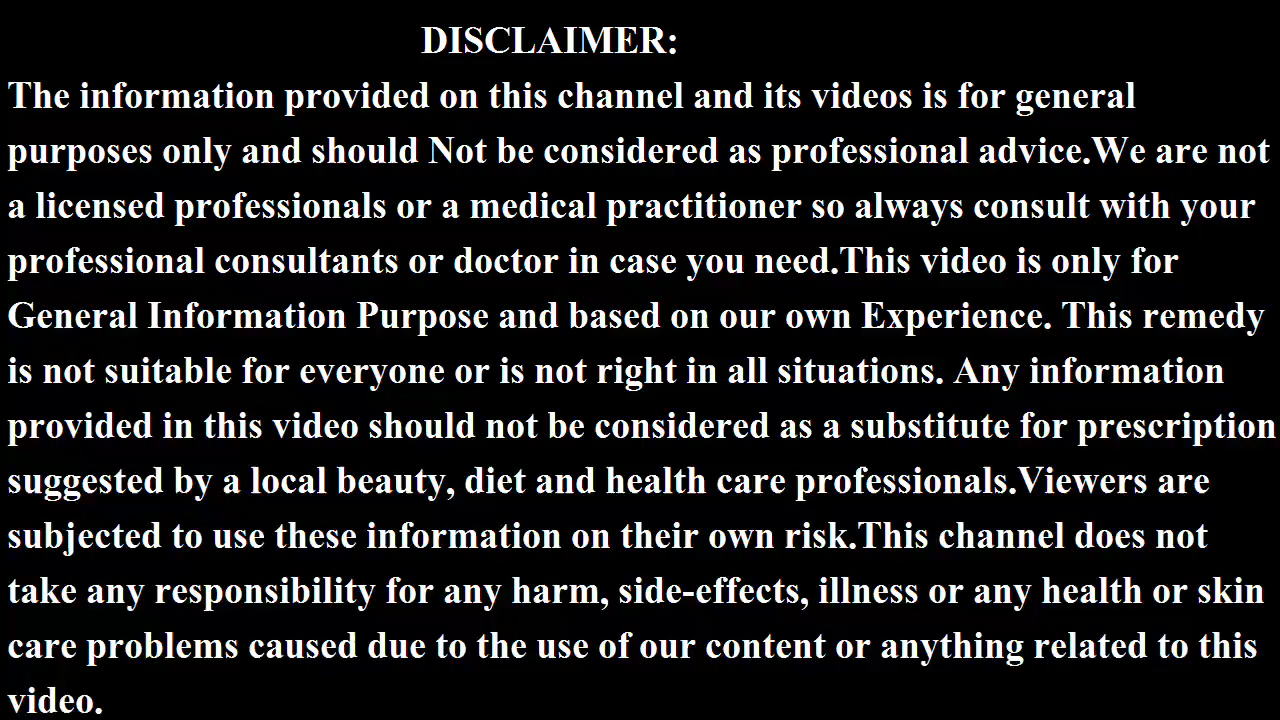 DISCLAIMER:
The information provided on this channel and its videos is for general
purposes only and should Not be considered as professional advice.We are not
a licensed professionals or a medical practitioner so always consult with your
professional consultants or doctor in case you need.This video is only for
General Information Purpose and based on our own Experience. This remedy
is not suitable for everyone or is not right in all situations. Any information
provided in this video should not be considered as a substitute for prescription
suggested by a local beauty, diet and health care professionals.Viewers are
subjected to use these information on their own risk.This channel does not
take any responsibility for any harm, side-effects, illness or any health or skin
care problems caused due to the use of our content or anything related to this
video.